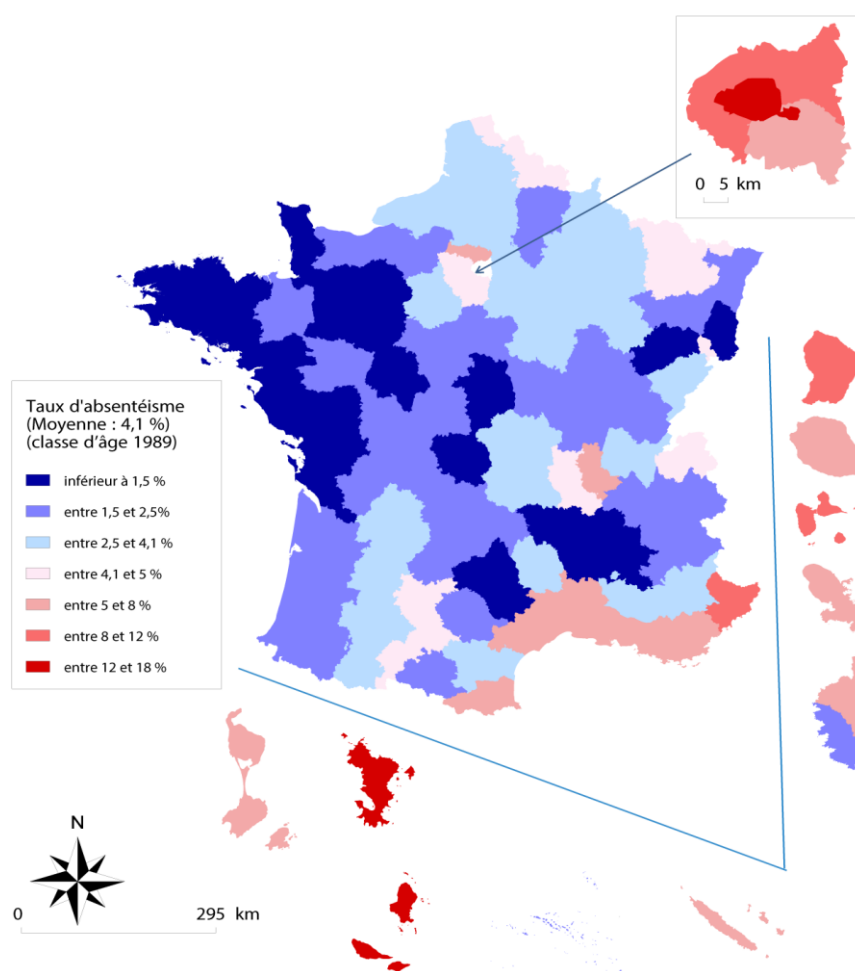 0 5 km
Taux d'absentéisme
(Moyenne : 4,1 %)
(classe d’âge 1989)
inférieur à 1,5 %
entre 1,5 et 2,5%
entre 2,5 et 4,1 %
entre 4,1 et 5 %
entre 5 et 8 %
entre 8 et 12 %
entre 12 et 18 %
N
0 295 km